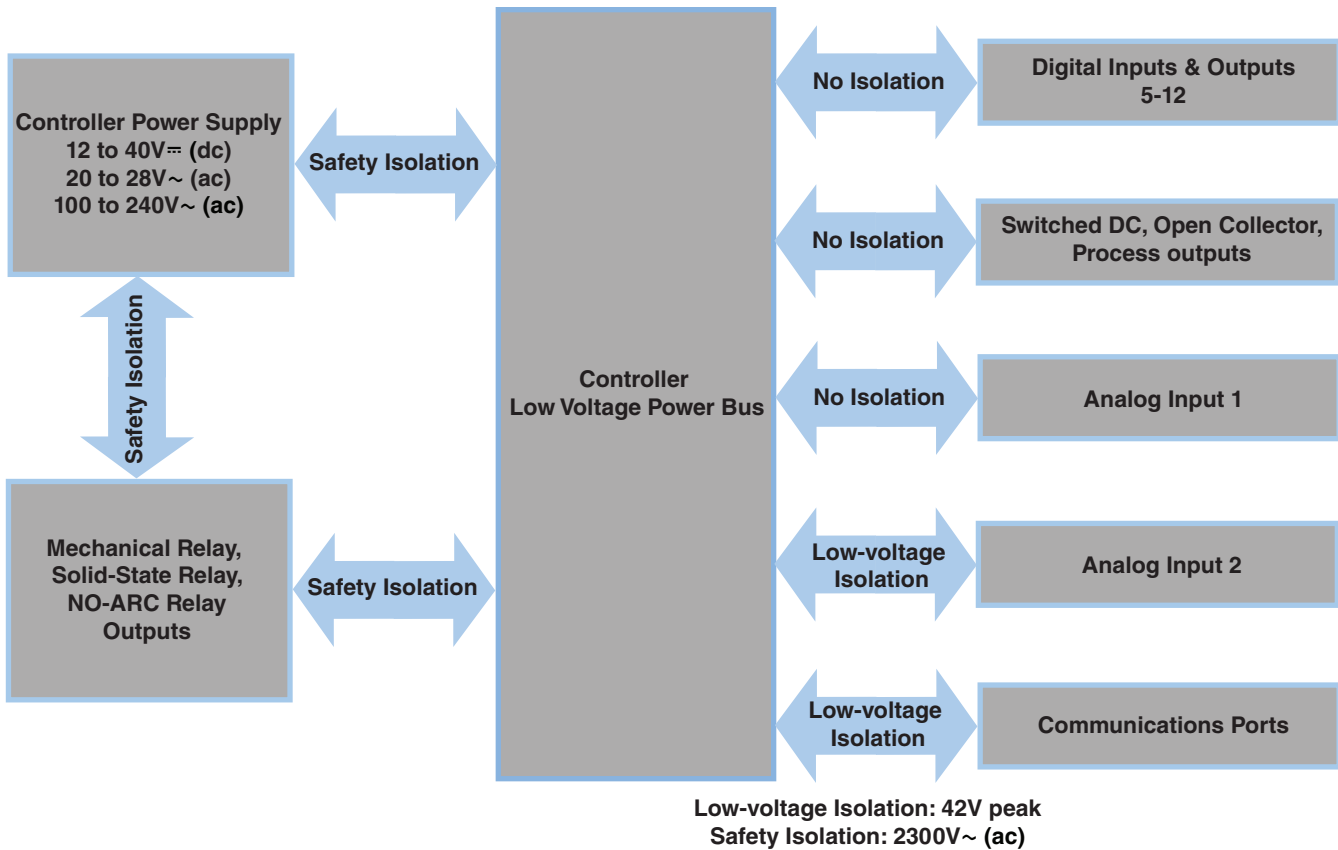 Controller Power Supply
12 to 40V⎓ (dc)
20 to 28V~ (ac)
100 to 240V~ (ac)
Safety Isolation
Safety Isolation
Mechanical Relay,
Solid-State Relay,
NO-ARC Relay
Outputs
Safety Isolation
Controller
Low Voltage Power Bus
No Isolation
Digital Inputs & Outputs
5-12
No Isolation
Switched DC, Open Collector,
Process outputs
No Isolation
Analog Input 1
Low-voltage
Isolation
Analog Input 2
Low-voltage
Isolation
Communications Ports
Low-voltage Isolation: 42V peak
Safety Isolation: 2300V~ (ac)